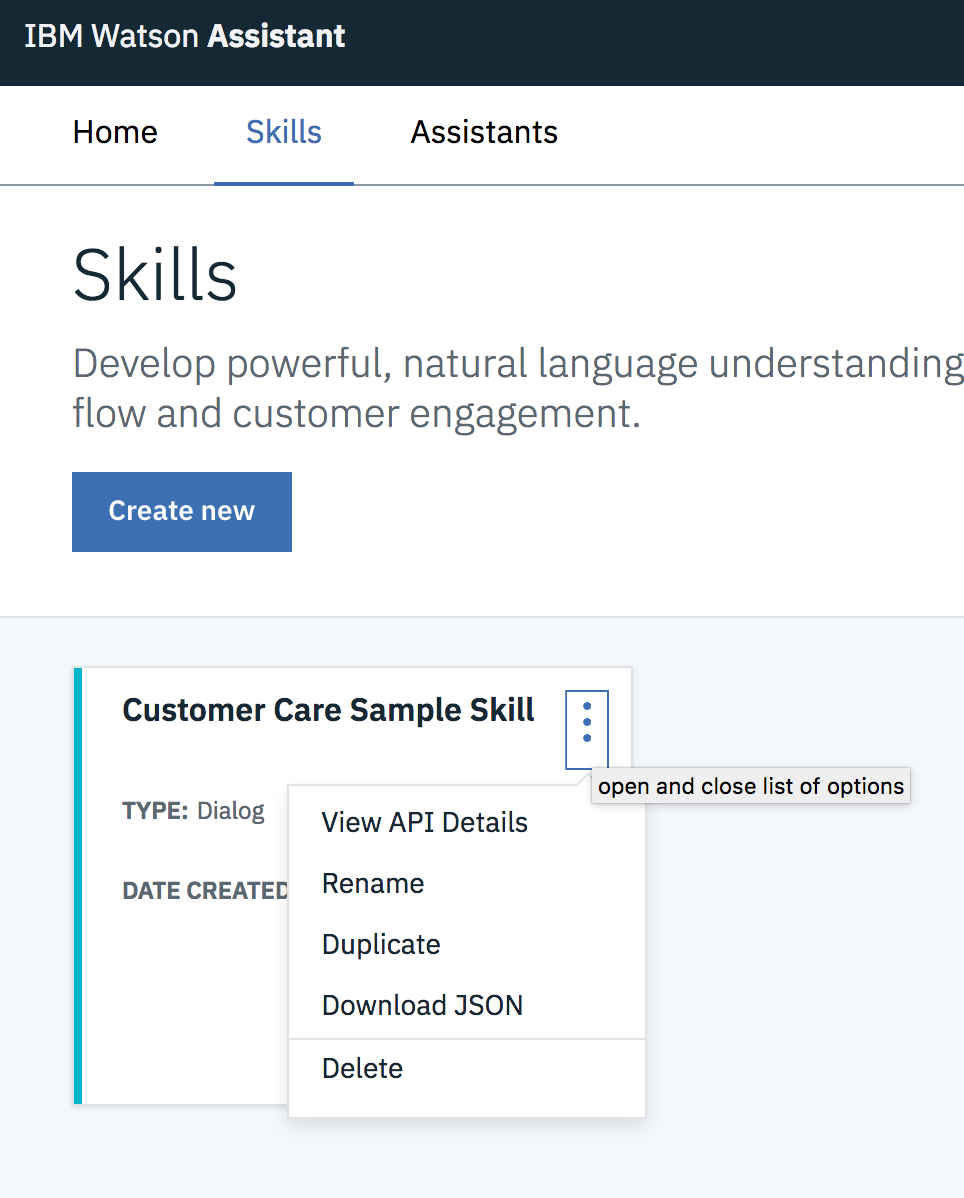 IBM Watson Assistant
Home Skills Assistants
Skills
Develop powerful, natural language understanding
flow and customer engagement.
Create new
Customer Care Sample Skill
open and close list of options
TYPE: Dialog
View API Details
Rename
DATE CREATED
Duplicate
Download JSON
Delete